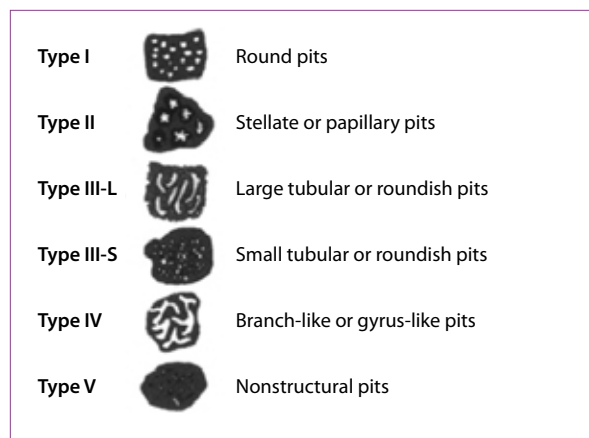 Type I Round pits
Type II Stellate or papillary pits
Type III-L Large tubular or roundish pits
Type III-S Small tubular or roundish pits
Type IV Branch-like or gyrus-like pits
Type V Nonstructural pits